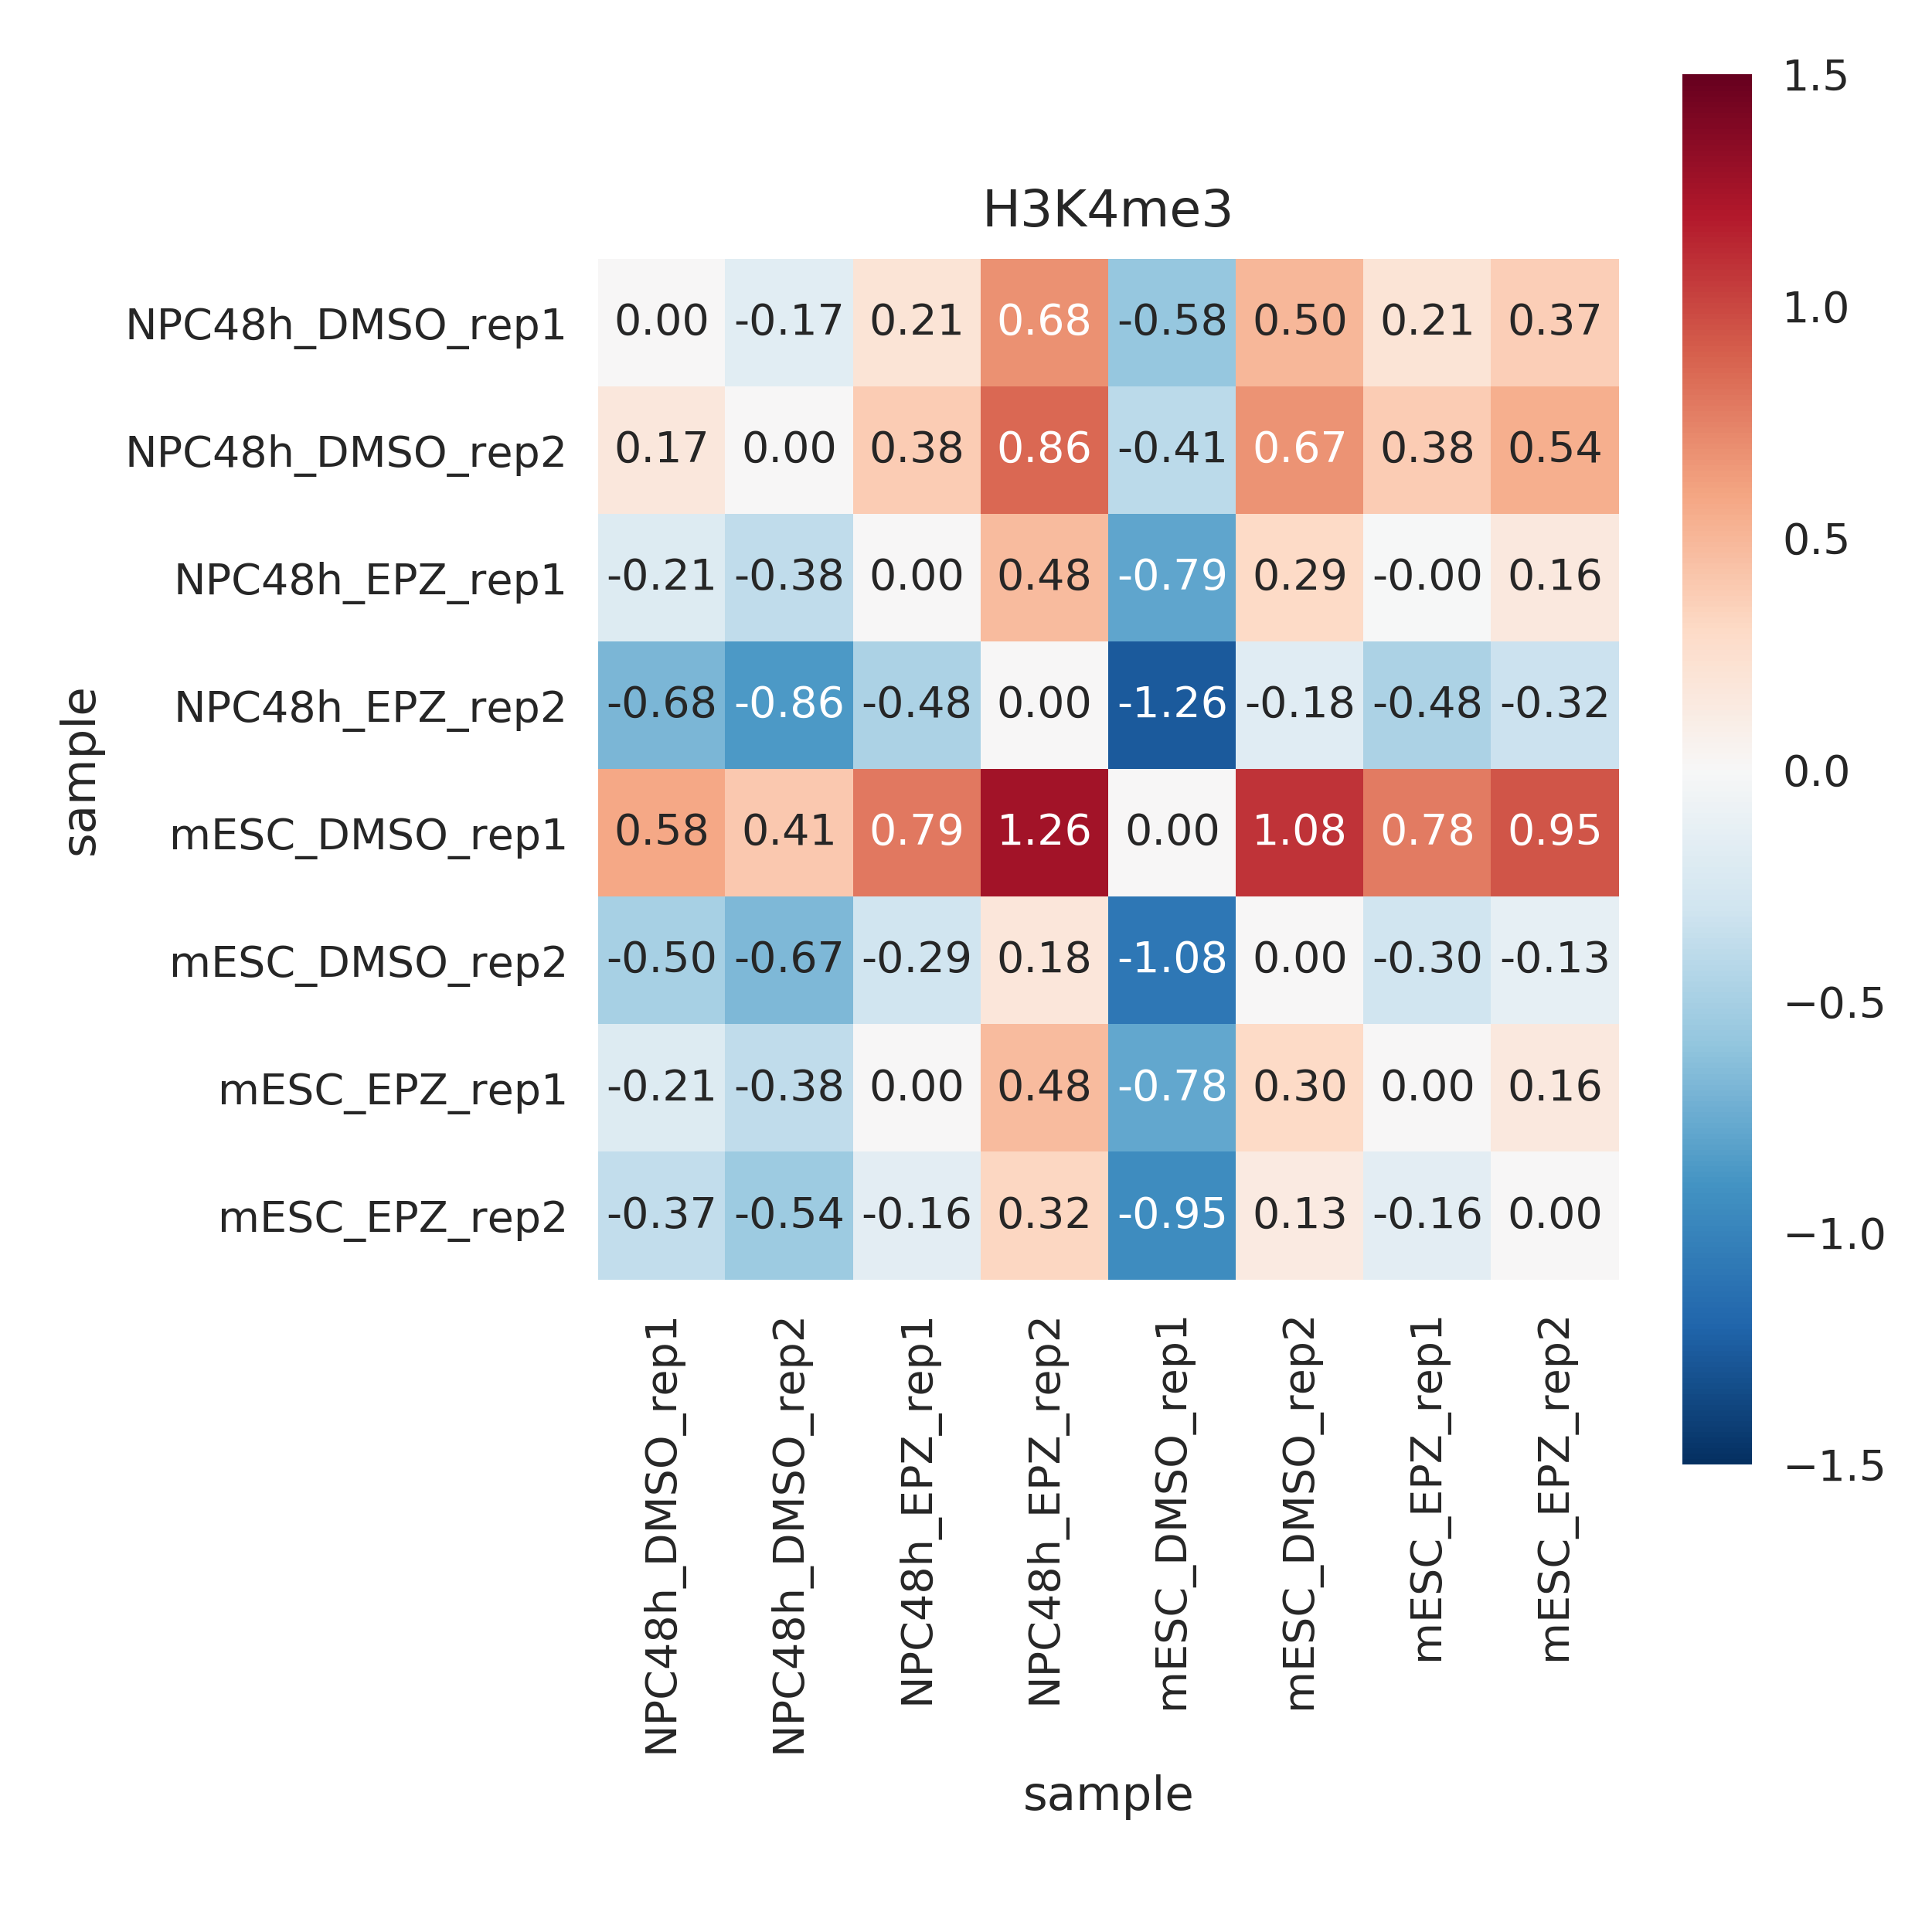 H3K4me3
1.5
1.0
0.5
0.0
−0.5
−1.0
−1.5
sample
NPC48h_DMSO_rep1 0.00 -0.17 0.21 0.68 -0.58 0.50 0.21 0.37
NPC48h_DMSO_rep2 0.17 0.00 0.38 0.86 -0.41 0.67 0.38 0.54
NPC48h_EPZ_rep1 -0.21 -0.38 0.00 0.48 -0.79 0.29 -0.00 0.16
NPC48h_EPZ_rep2 -0.68 -0.86 -0.48 0.00 -1.26 -0.18 -0.48 -0.32
mESC_DMSO_rep1 0.58 0.41 0.79 1.26 0.00 1.08 0.78 0.95
mESC_DMSO_rep2 -0.50 -0.67 -0.29 0.18 -1.08 0.00 -0.30 -0.13
mESC_EPZ_rep1 -0.21 -0.38 0.00 0.48 -0.78 0.30 0.00 0.16
mESC_EPZ_rep2 -0.37 -0.54 -0.16 0.32 -0.95 0.13 -0.16 0.00
NPC48h_DMSO_rep1
NPC48h_DMSO_rep2
NPC48h_EPZ_rep1
NPC48h_EPZ_rep2
mESC_DMSO_rep1
mESC_DMSO_rep2
mESC_EPZ_rep1
mESC_EPZ_rep2
sample